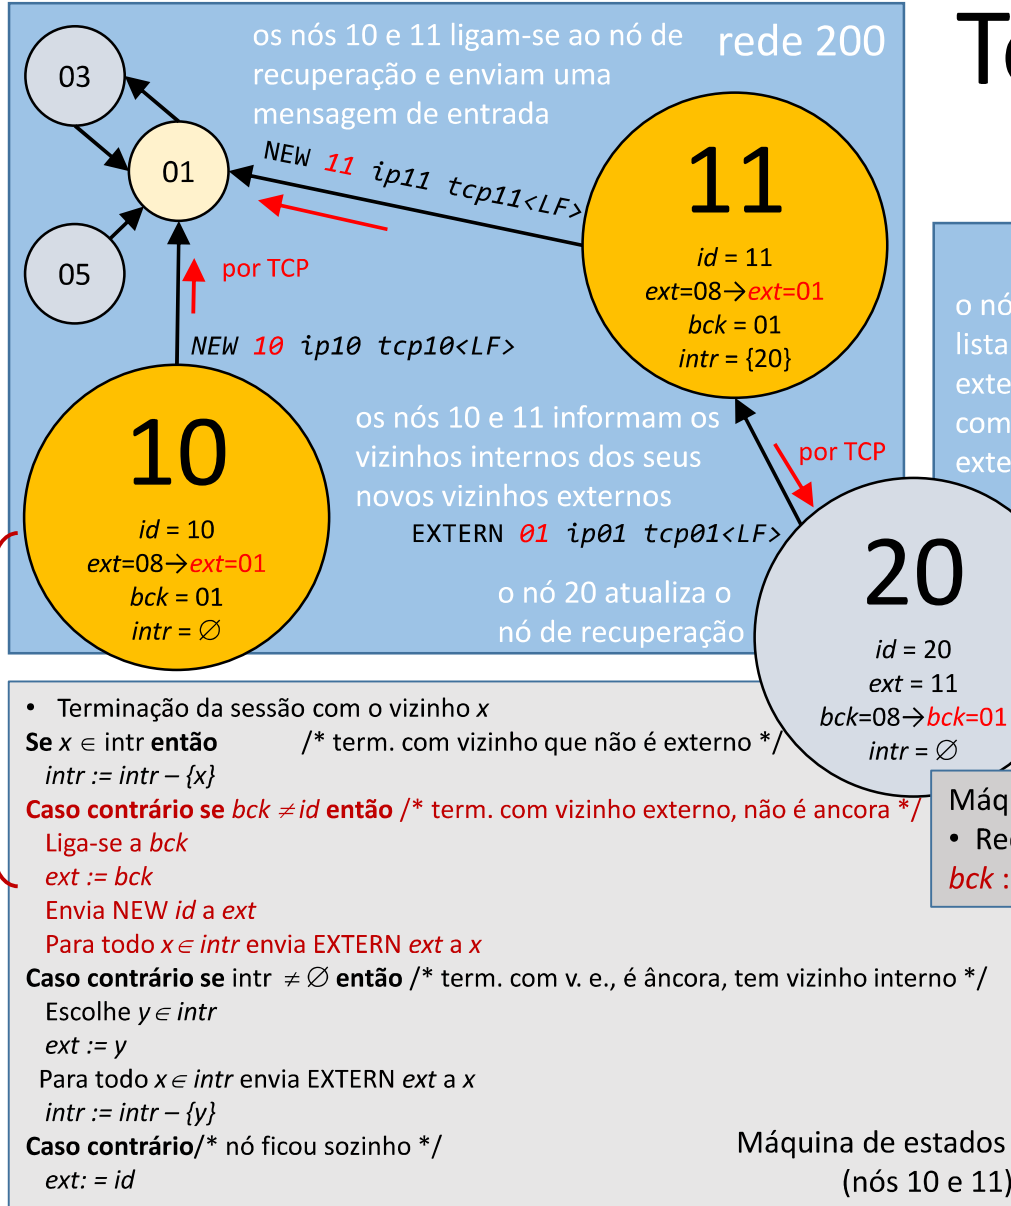 os nós 10 e 11 ligam-se ao nó de
recuperação e enviam uma
mensagem de entrada
rede 200
03
01
05
NEW 11 ip11 tcp11<LF>
por TCP
NEW 10 ip10 tcp10<LF>
11
id = 11
ext=08→ext=01
bck = 01
intr = {20}
10
id = 10
ext=08→ext=01
bck = 01
intr = ∅
os nós 10 e 11 informam os
vizinhos internos dos seus
novos vizinhos externos
por TCP
EXTERN 01 ip01 tcp01<LF>
o nó 20 atualiza o
nó de recuperação
20
id = 20
ext = 11
bck=08→bck=01
intr = ∅
o nó
lista
exte
com
exte
• Terminação da sessão com o vizinho x
Se x ∈ intr então /* term. com vizinho que não é externo */
intr := intr – {x}
Caso contrário se bck ≠ id então /* term. com vizinho externo, não é ancora */
Liga-se a bck
ext := bck
Envia NEW id a ext
Para todo x ∈ intr envia EXTERN ext a x
Caso contrário se intr ≠ ∅ então /* term. com v. e., é âncora, tem vizinho interno */
Escolhe y ∈ intr
ext := y
Para todo x ∈ intr envia EXTERN ext a x
intr := intr – {y}
Caso contrário/* nó ficou sozinho */
ext: = id
Máquina de estados
(nós 10 e 11)
Máq
• Re
bck :